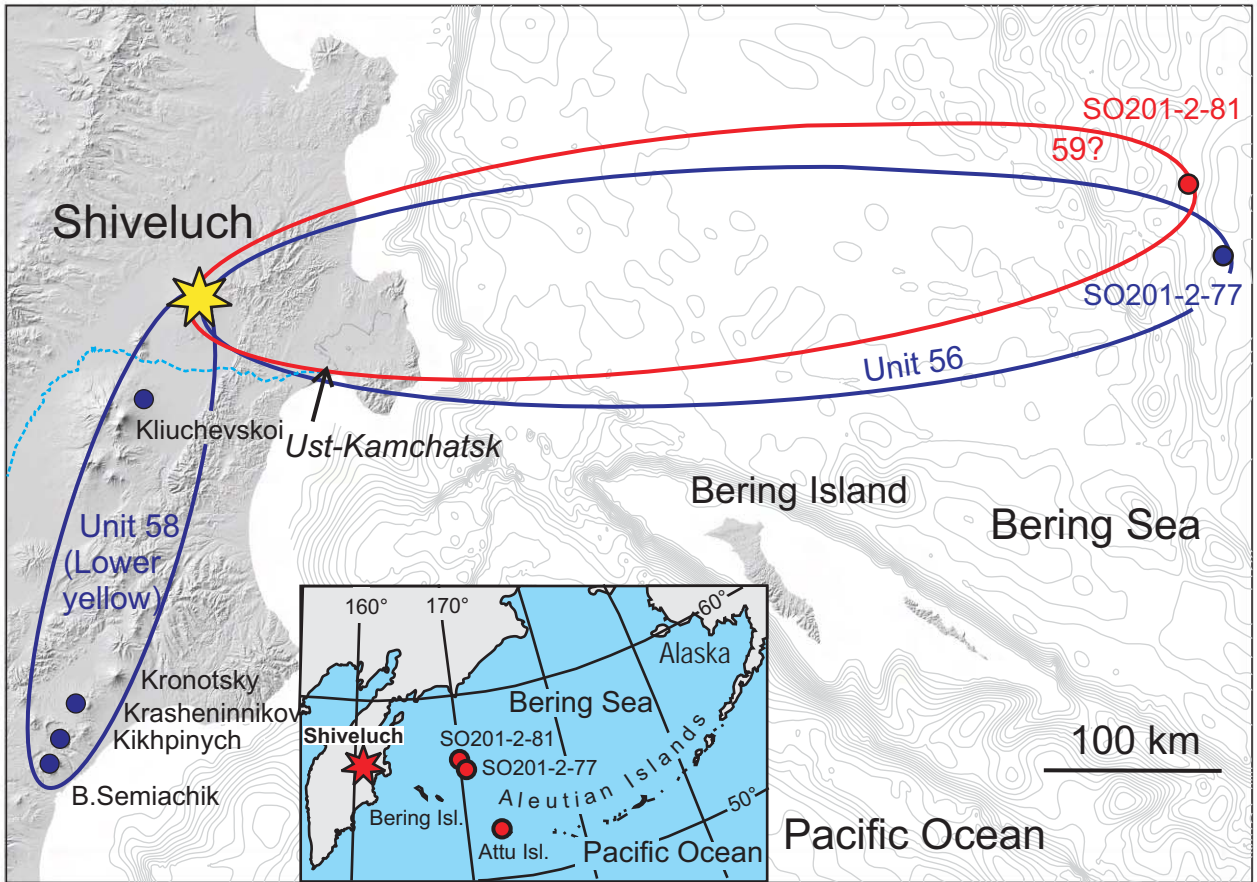 SO201-2-81
59?
Shiveluch
SO201-2-77
Unit 56
Kliuchevskoi
Ust-Kamchatsk
Bering Island
Bering Sea
Unit 58
(Lower
yellow)
Kronotsky
Krasheninnikov
Kikhpinych
B.Semiachik
100 km
Pacific Ocean
160°
170°
60°
Alaska
Bering Sea
Shiveluch
SO201-2-81
SO201-2-77
Aleutian Islands
Bering Isl.
50°
Attu Isl.
Pacific Ocean